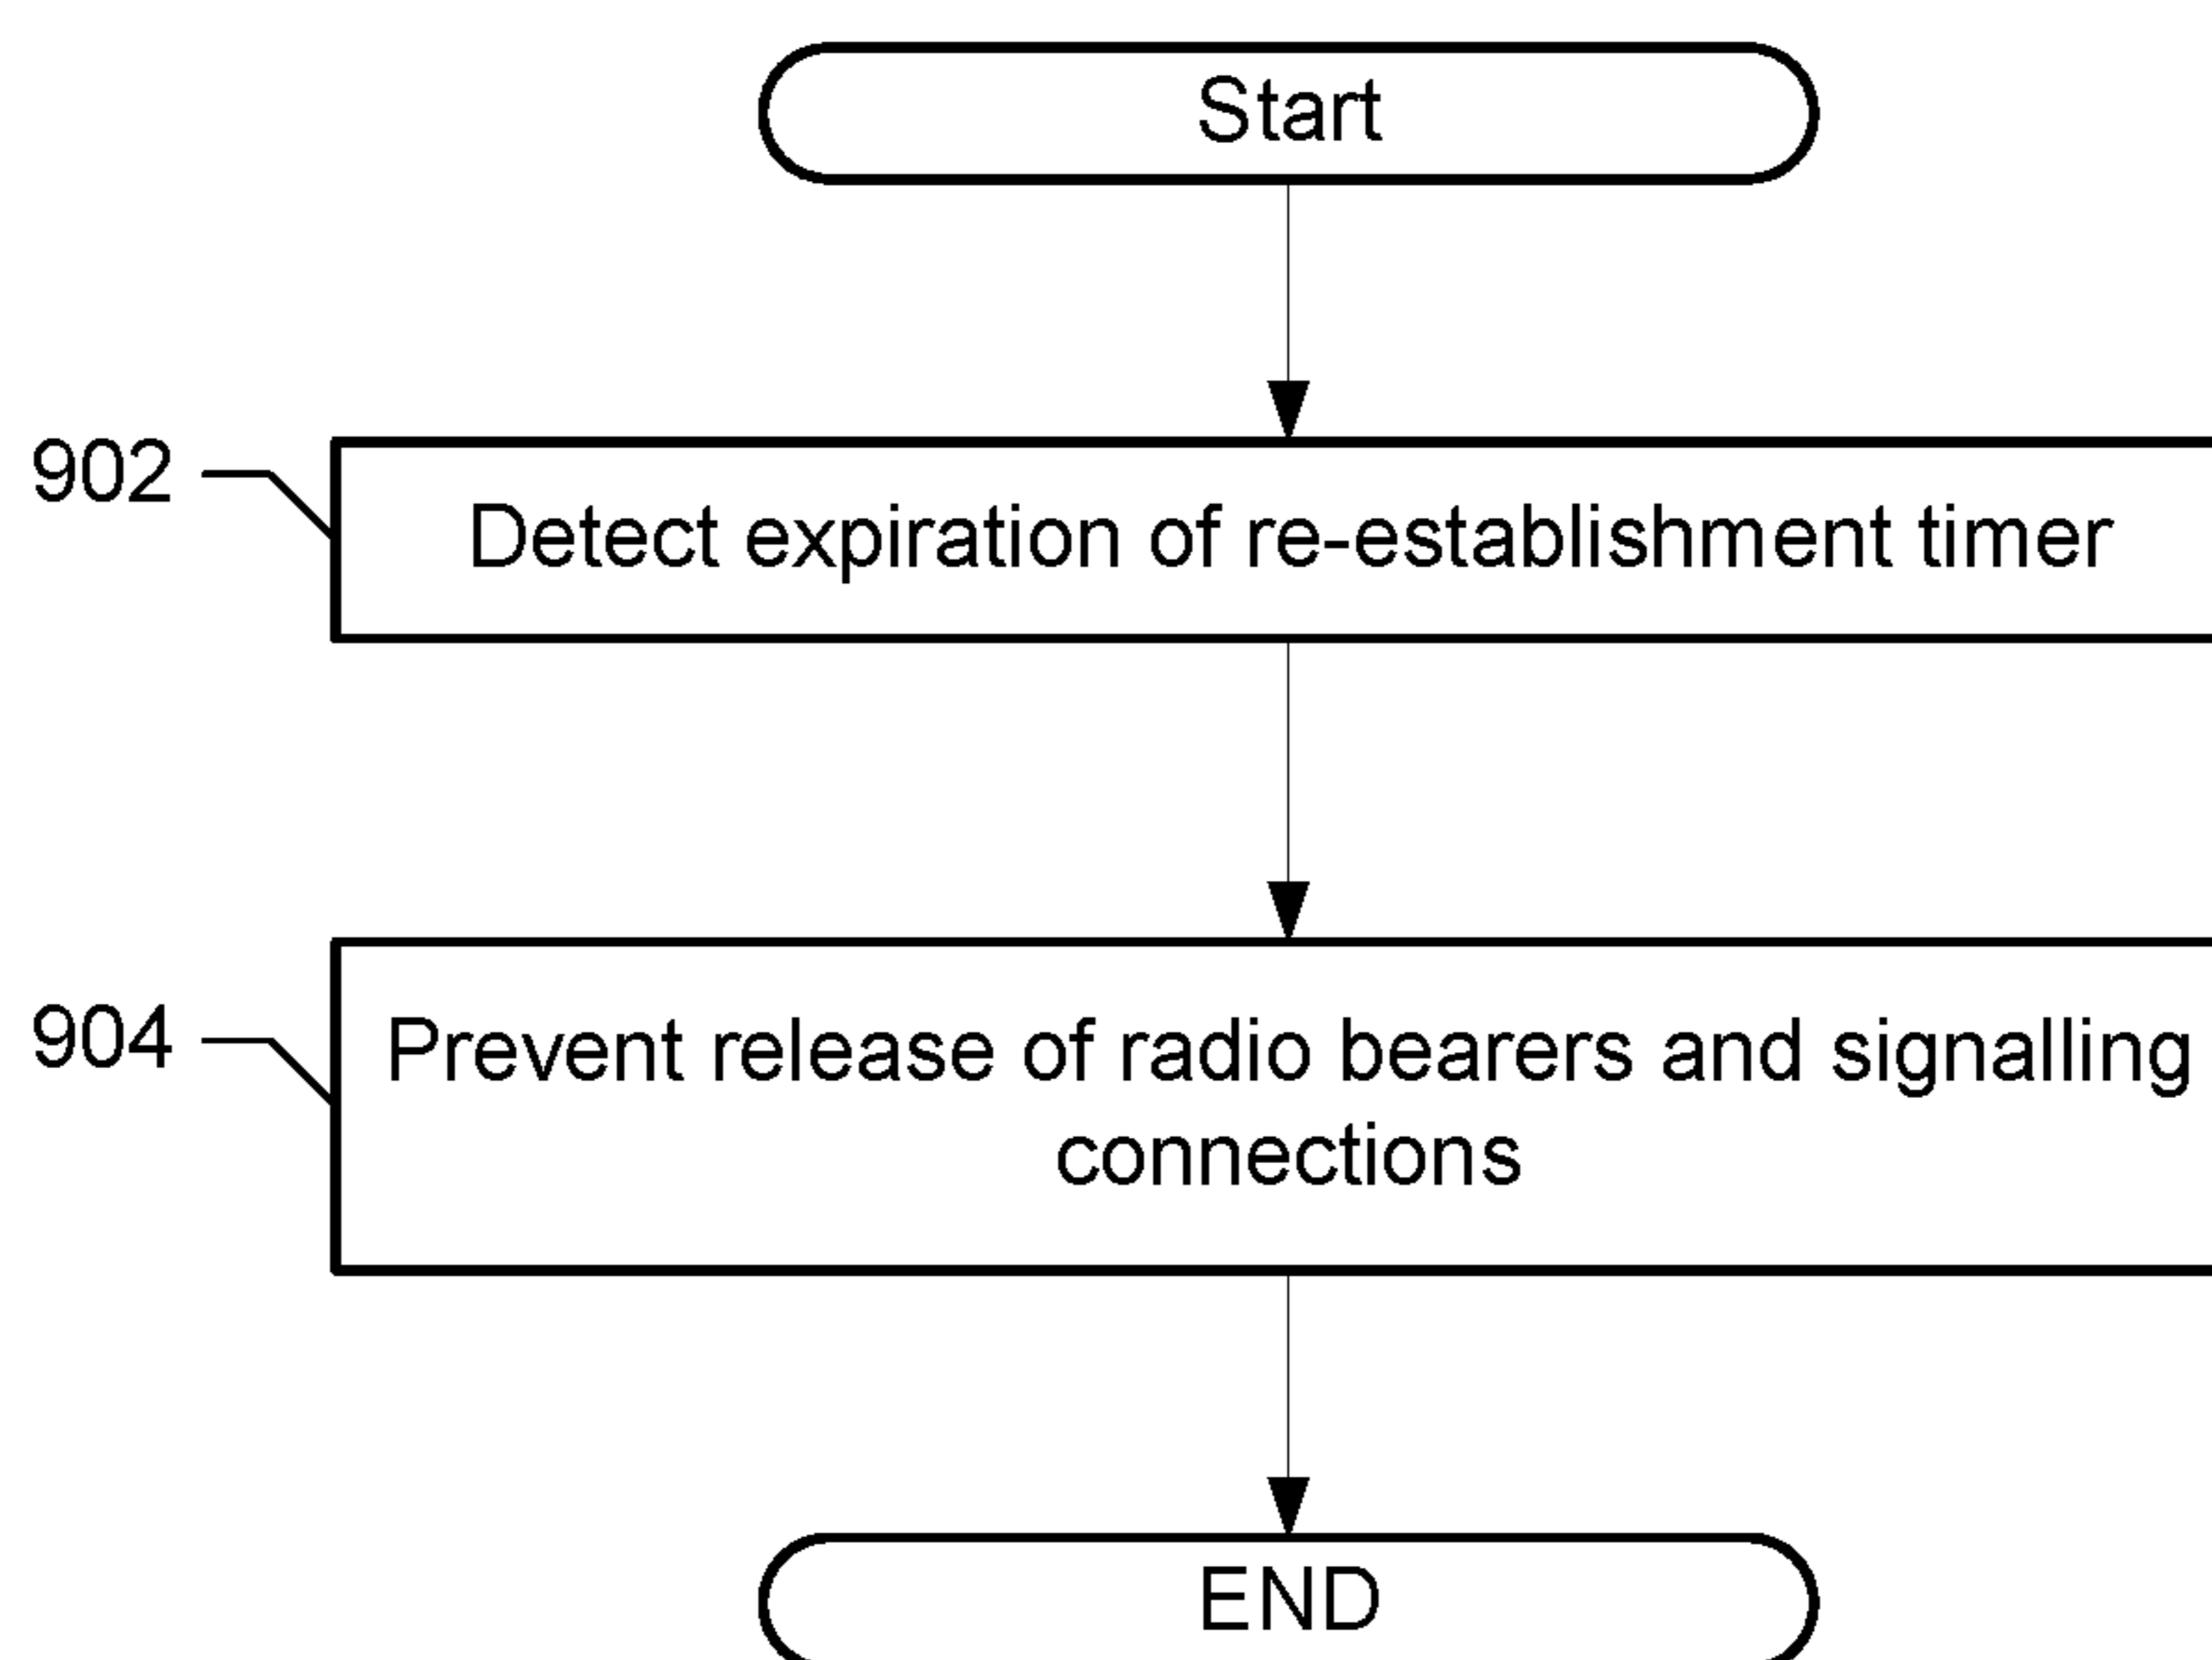 Start
902
Detect expiration of re-establishment timer
904
Prevent release of radio bearers and signalling
connections
END